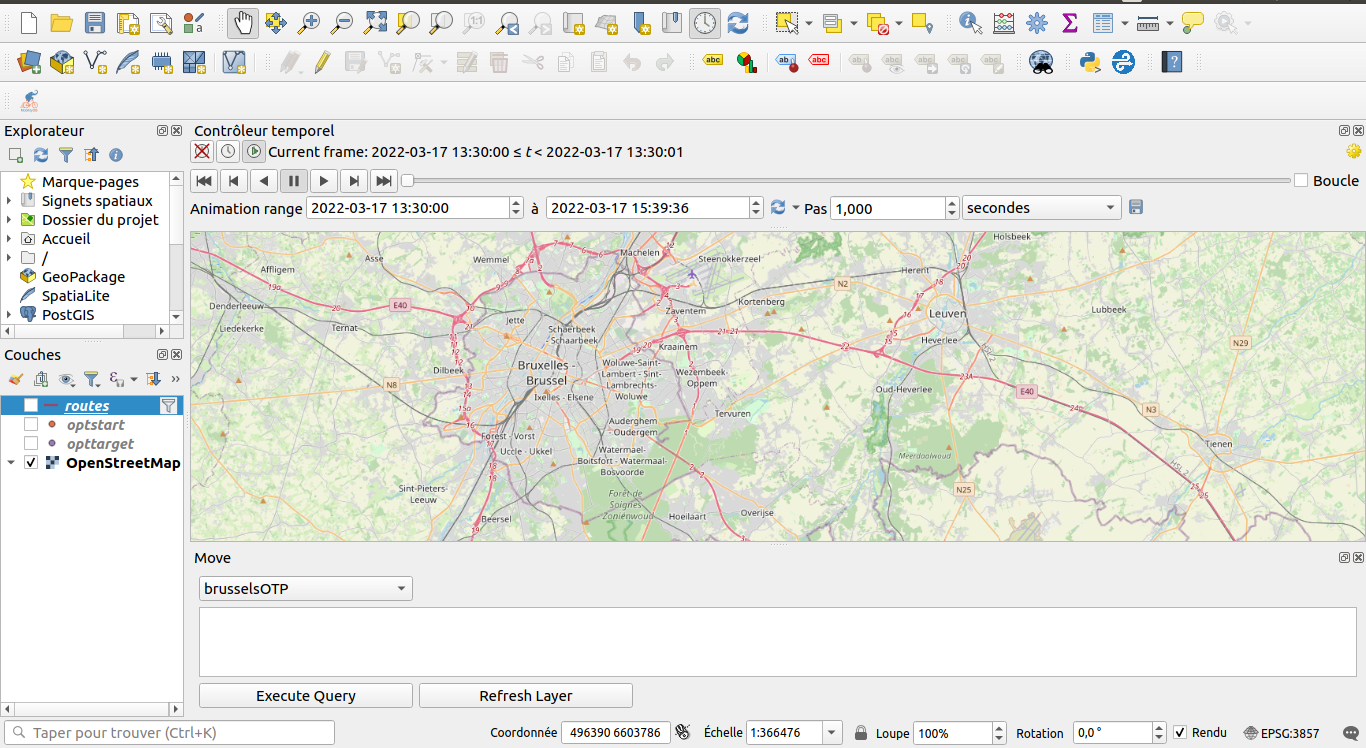 Explorateur
Marque-pages
Signets spatiaux
Dossier du projet
Accueil
/
GeoPackage
SpatiaLite
PostGIS
Couches
routes
optstart
opttarget
OpenStreetMap
Contrôleur temporel
Current frame: 2022-03-17 13:30:00 ≤ t < 2022-03-17 13:30:01
Boucle
Animation range 2022-03-17 13:30:00 à 2022-03-17 15:39:36 Pas 1,000 secondes
Holsbeek
Asse
Wemmel
Machelen
Steenokkerzeel
Affligem
Herent
Denderleeuw
E40
N2
Kortenberg
Zaventem
Lubbeek
Liedekerke
Ternat
Jette
Schaerbeek
- Schaarbeek
Leuven
Heverlee
N29
Kraainem
Dilbeek
Bruxelles -
Brussel
Woluwe-Saint-
Lambert - Sint-
Lambrechts-
Woluwe
Wezembeek-
Oppem
N8
Ixelles - Elsene
Oud-Heverlee
23A
E40
HSL 2
Tervuren
24b
N3
Forest - Vorst
Auderghem
- Oudergem
Uccle - Ukkel
Watermael-
Boitsfort - Watermaal-
Bosvoorde
Meerdaalwoud
Tienen
HSL 2
Sint-Pieters-
Leeuw
Forêt de
Soignes -
Zoniënwoud
N25
Beersel
Hoeilaart
Overijse
Move
brusselsOTP
Execute Query
Refresh Layer
Taper pour trouver (Ctrl+K)
Coordonnée 496390 6603786 Échelle 1:366476 Loupe 100% Rotation 0,0 ° Rendu EPSG:3857